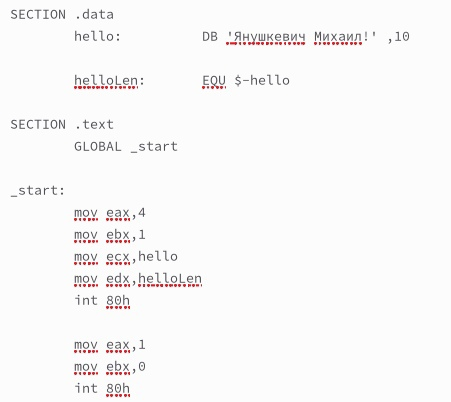 SECTION .data
hello: DB 'Янушкевич Михаил!' ,10
helloLen: EQU $-hello
SECTION .text
GLOBAL _start
_start:
mov eax,4
mov ebx,1
mov ecx,hello
mov edx,helloLen
int 80h
mov eax,1
mov ebx,0
int 80h